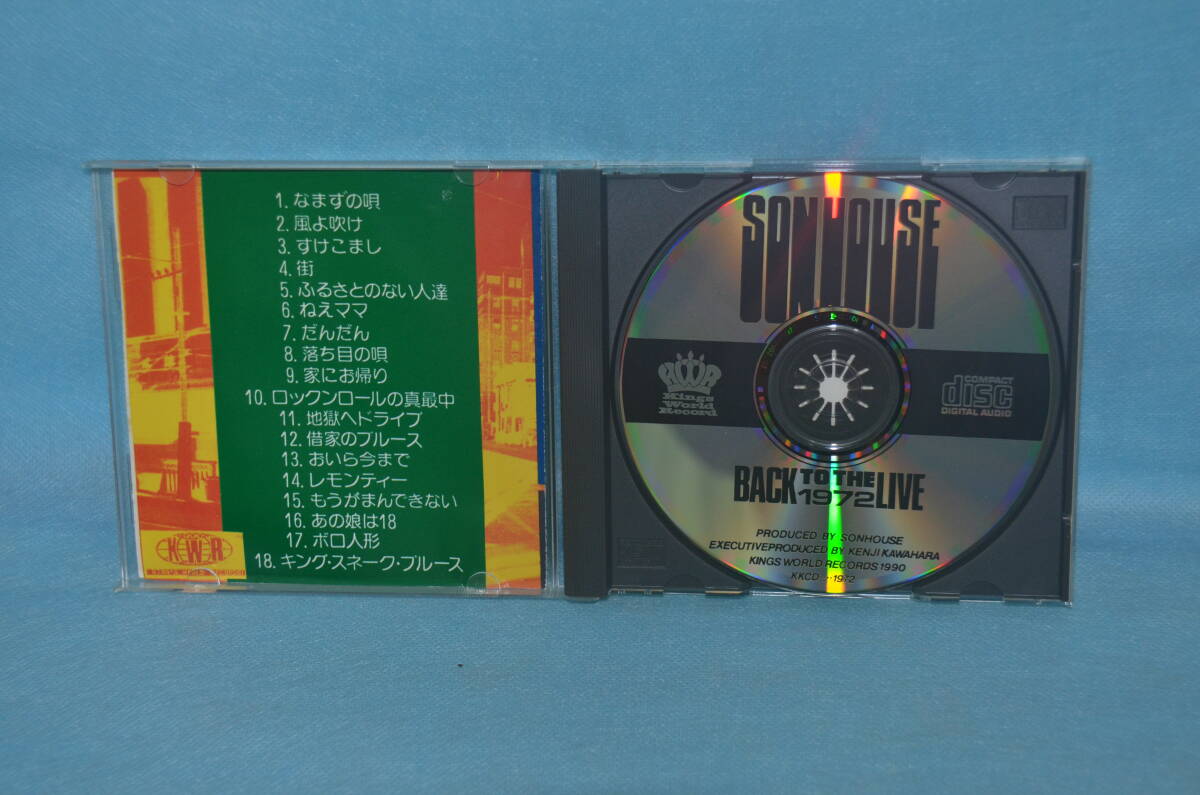 1. なまずの唄
2. 風よ吹け
3. すけこまし
4. 街
5. ふるさとのない人達
6. ねえママ
7. だんだん
8. 落ち目の唄
9. 家にお帰り
10. ロックンロールの真最中
11. 地獄へドライブ
12. 借家のブルース
13. おいら今まで
14. レモンティー
15. もうがまんできない
16. あの娘は18
17. ボロ人形
18. キング・スネーク・ブルース
KWR
SONHOUSE
Kings
World
Record
COMPACT
disc
DIGITAL AUDIO
BACK TO THE LIVE
1972
PRODUCED BY SONHOUSE
EXECUTIVEPRODUCED BY KENJI KAWAHARA
KINGS WORLD RECORDS 1990
KKCD-1972